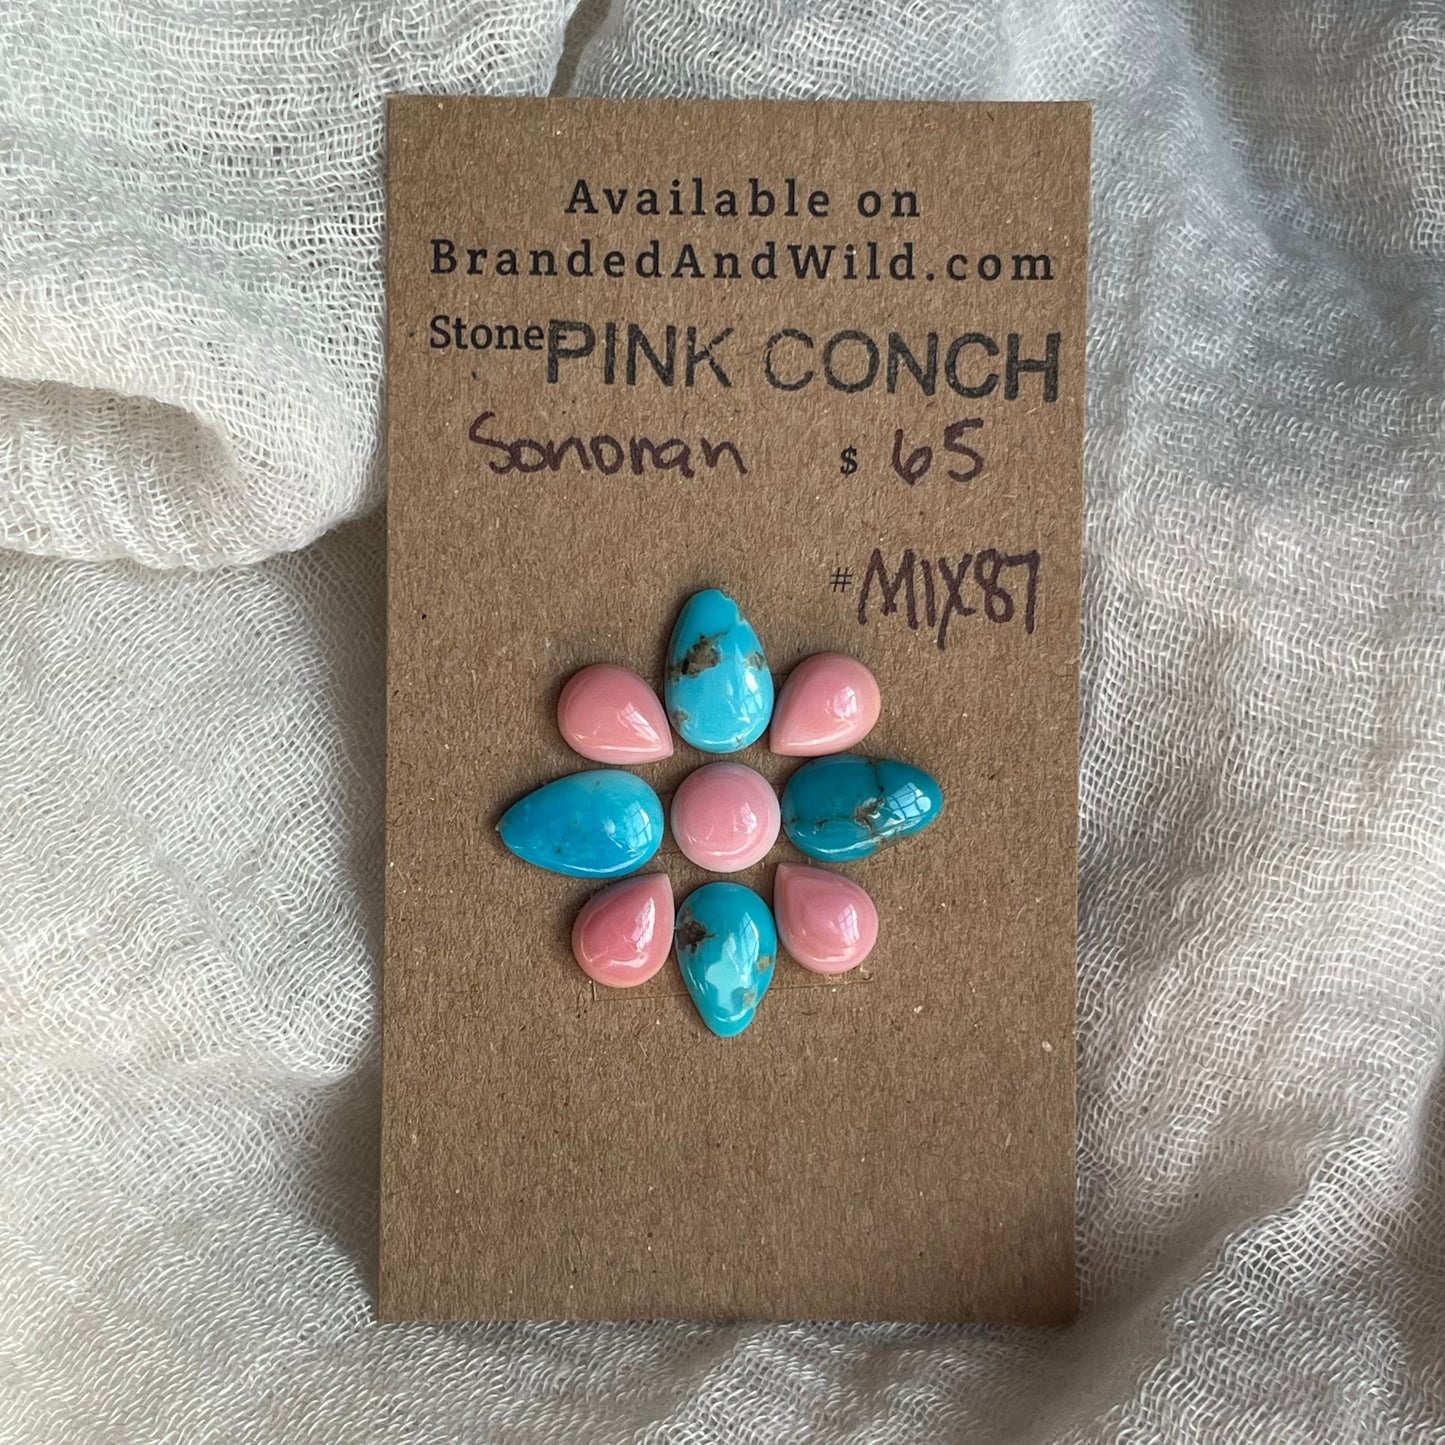 Available on
BrandedAndWild.com
Stone: PINK CONCH
Sonoran $ 65
# MIX87